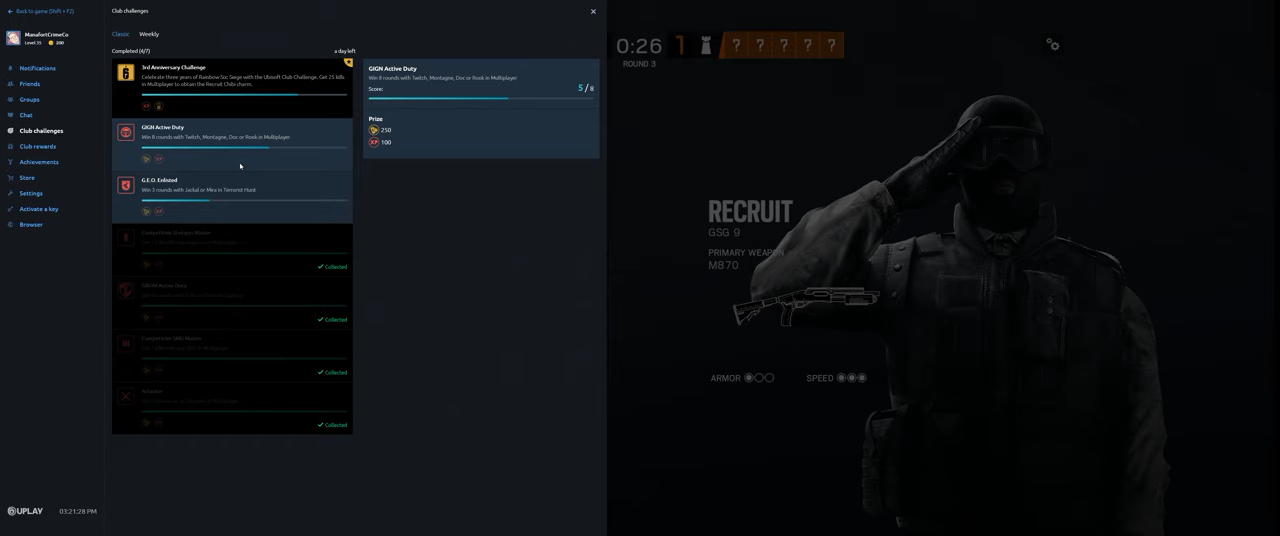 Back to game (Shift + F2)
ManafortCrimeCo
Level 35 200
Notifications
Friends
Groups
Chat
Club challenges
Club rewards
Achievements
Store
Settings
Activate a key
Browser
UPLAY 03:21:28 PM
Club challenges
Classic Weekly
Completed (4/7) a day left
3rd Anniversary Challenge
Celebrate three years of Rainbow Six: Siege with the Ubisoft Club Challenge. Get 25 kills
in Multiplayer to obtain the Recruit Chibi charm.
XP
GIGN Active Duty
Win 8 rounds with Twitch, Montagne, Doc or Rook in Multiplayer
XP
G.E.O. Enlisted
Win 3 rounds with Jackal or Mira in Terrorist Hunt
XP
Collected
GROM Active Duty
Collected
Collected
Collected
GIGN Active Duty
Win 8 rounds with Twitch, Montagne, Doc or Rook in Multiplayer
Score: 5 / 8
Prize
250
XP 100
0:26 1 ? ? ? ? ?
ROUND 3
RECRUIT
GSG 9
PRIMARY WEAPON
M870
ARMOR SPEED